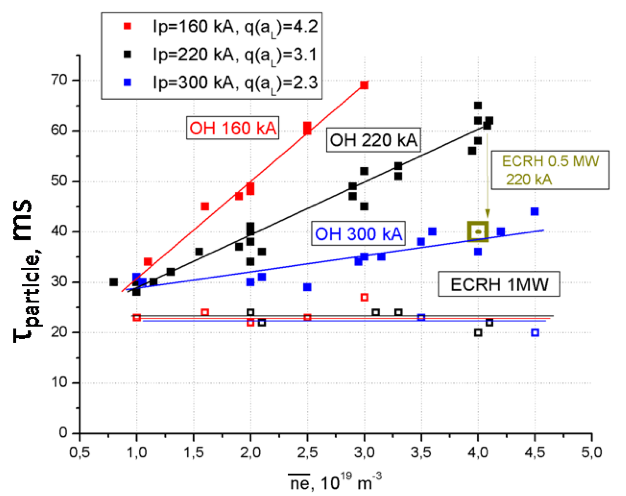 Ip=160 kA, q(aL)=4.2
Ip=220 kA, q(aL)=3.1
Ip=300 kA, q(aL)=2.3
70
60
50
40
30
20
10
0
τparticle, ms
OH 160 kA
OH 220 kA
ECRH 0.5 MW
220 kA
OH 300 kA
ECRH 1MW
0,5 1,0 1,5 2,0 2,5 3,0 3,5 4,0 4,5 5,0
n̅e̅, 10¹⁹ m⁻³